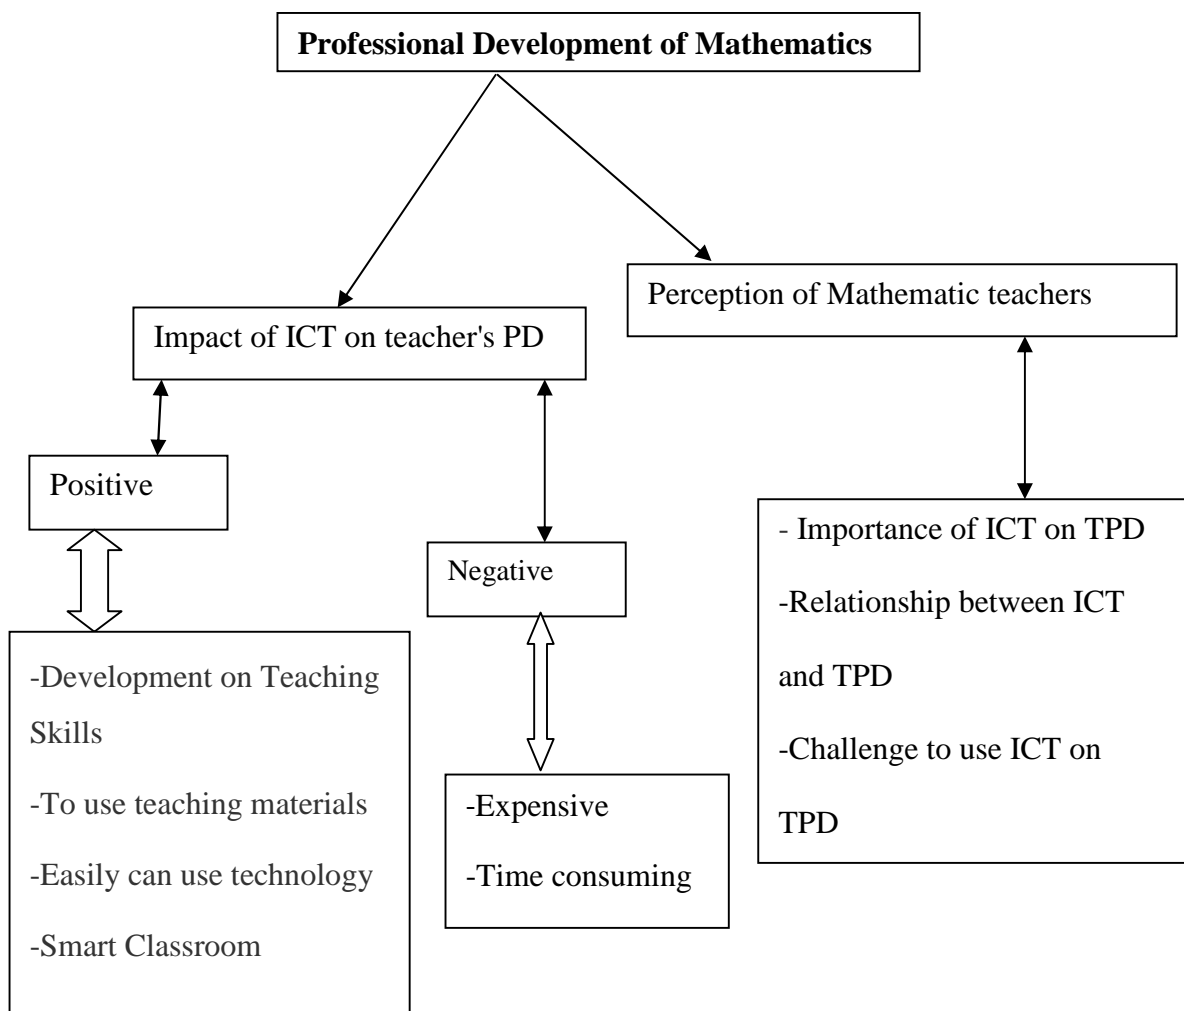 Professional Development of Mathematics
Perception of Mathematic teachers
Impact of ICT on teacher's PD
Positive
Negative
- Importance of ICT on TPD
-Relationship between ICT
and TPD
-Challenge to use ICT on
TPD
-Development on Teaching
Skills
-To use teaching materials
-Easily can use technology
-Smart Classroom
-Expensive
-Time consuming